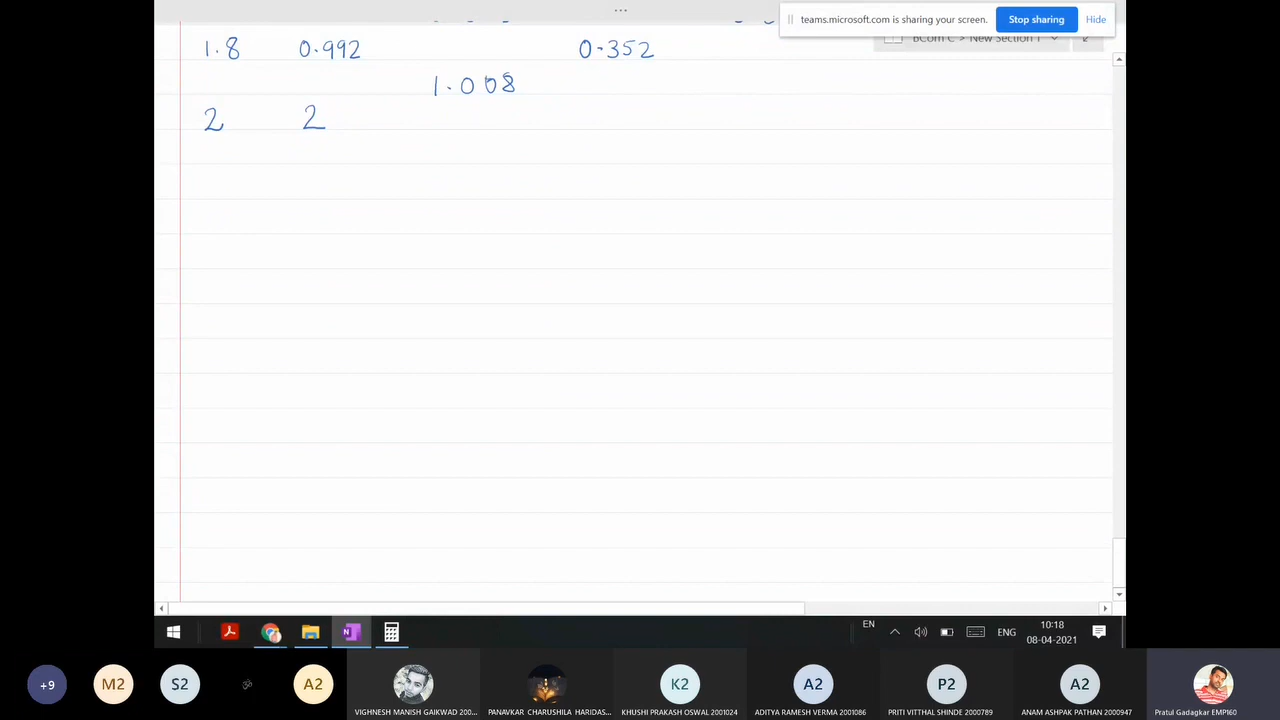 teams.microsoft.com is sharing your screen. Stop sharing Hide
BCom C > New Section 1
1.8 0.992 0.352
1.008
2 2
EN
ENG 10:18
08-04-2021
+9 M2 S2 A2 K2 A2 P2 A2
VIGHNESH MANISH GAIKWAD 200... PANAVKAR CHARUSHILA HARIDAS... KHUSHI PRAKASH OSWAL 2001024 ADITYA RAMESH VERMA 2001086 PRITI VITTHAL SHINDE 2000789 ANAM ASHPAK PATHAN 2000947 Pratul Gadagkar EMPI60